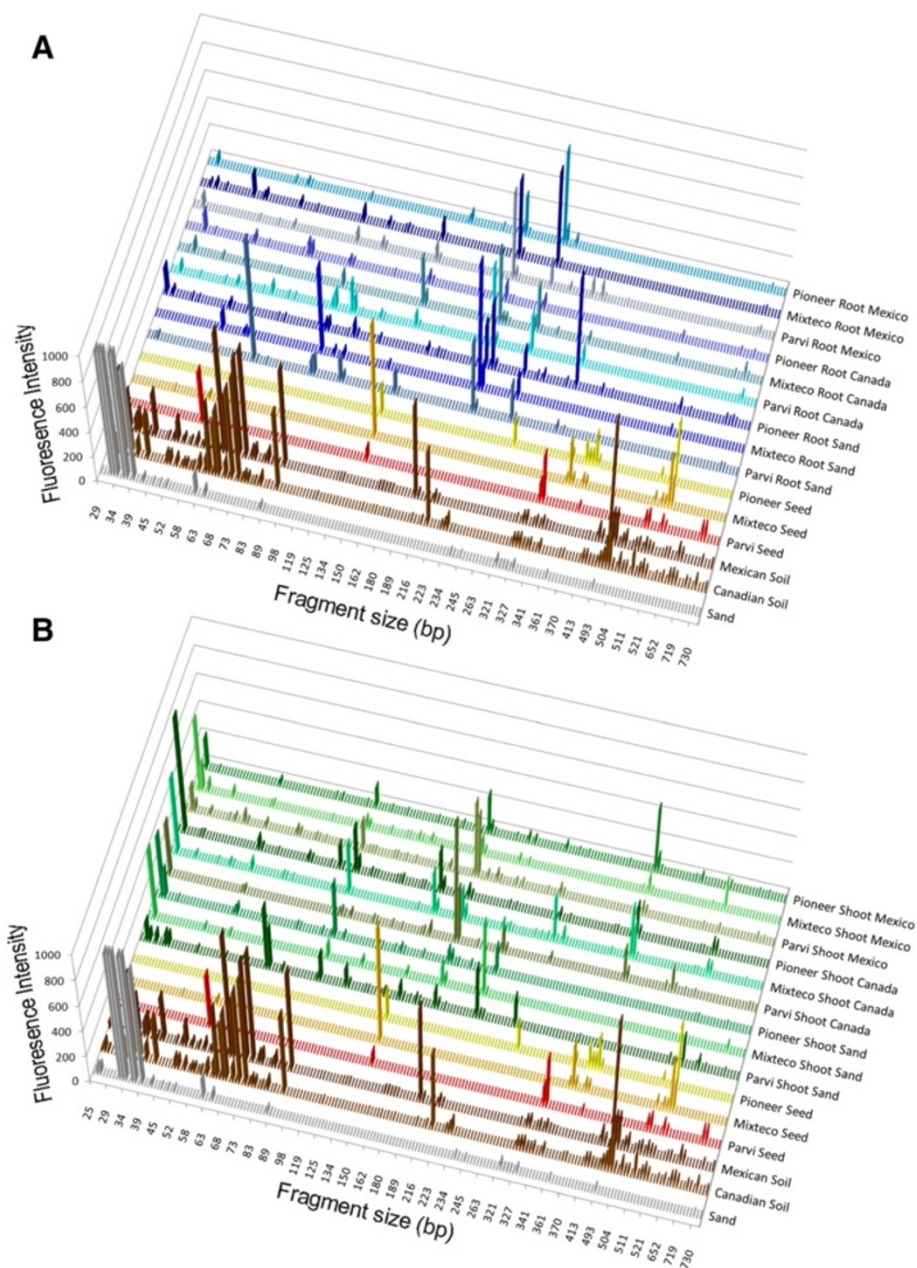 A
Fluoresence Intensity
1000
800
600
400
200
0
29 34 39 45 52 58 63 68 73 83 89 98 119 125 134 150 162 180 189 216 223 234 245 263 321 327 341 361 370 413 493 504 511 521 652 719 730
Fragment size (bp)
Pioneer Root Mexico
Mixteco Root Mexico
Parvi Root Mexico
Pioneer Root Canada
Mixteco Root Canada
Parvi Root Canada
Pioneer Root Sand
Mixteco Root Sand
Parvi Root Sand
Pioneer Seed
Mixteco Seed
Parvi Seed
Mexican Soil
Canadian Soil
Sand
B
Fluoresence Intensity
1000
800
600
400
200
0
25 29 34 39 45 52 58 63 68 73 83 89 98 119 125 134 150 162 180 189 216 223 234 245 263 321 327 341 361 370 413 493 504 511 521 652 719 730
Fragment size (bp)
Pioneer Shoot Mexico
Mixteco Shoot Mexico
Parvi Shoot Mexico
Pioneer Shoot Canada
Mixteco Shoot Canada
Parvi Shoot Canada
Pioneer Shoot Sand
Mixteco Shoot Sand
Parvi Shoot Sand
Pioneer Seed
Mixteco Seed
Parvi Seed
Mexican Soil
Canadian Soil
Sand